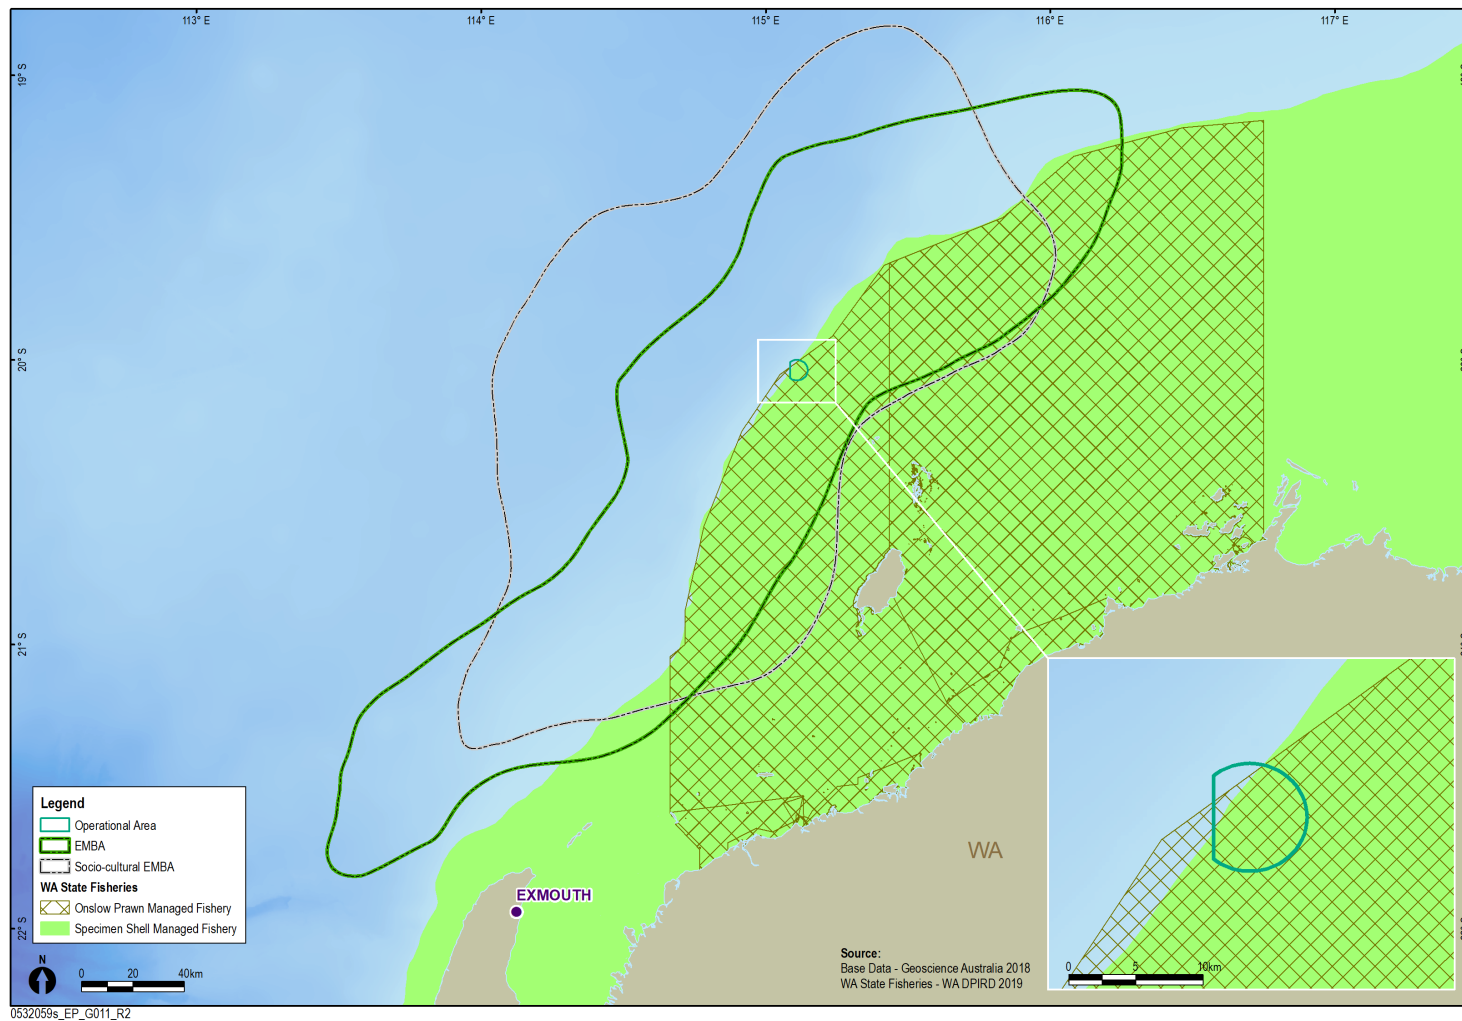 113° E
114° E
115° E
116° E
117° E
19° S
20° S
21° S
22° S
WA
EXMOUTH
Legend
Operational Area
EMBA
Socio-cultural EMBA
WA State Fisheries
Onslow Prawn Managed Fishery
Specimen Shell Managed Fishery
N
0 20 40km
Source:
Base Data - Geoscience Australia 2018
WA State Fisheries - WA DPIRD 2019
0 5 10km
0532059s_EP_G011_R2